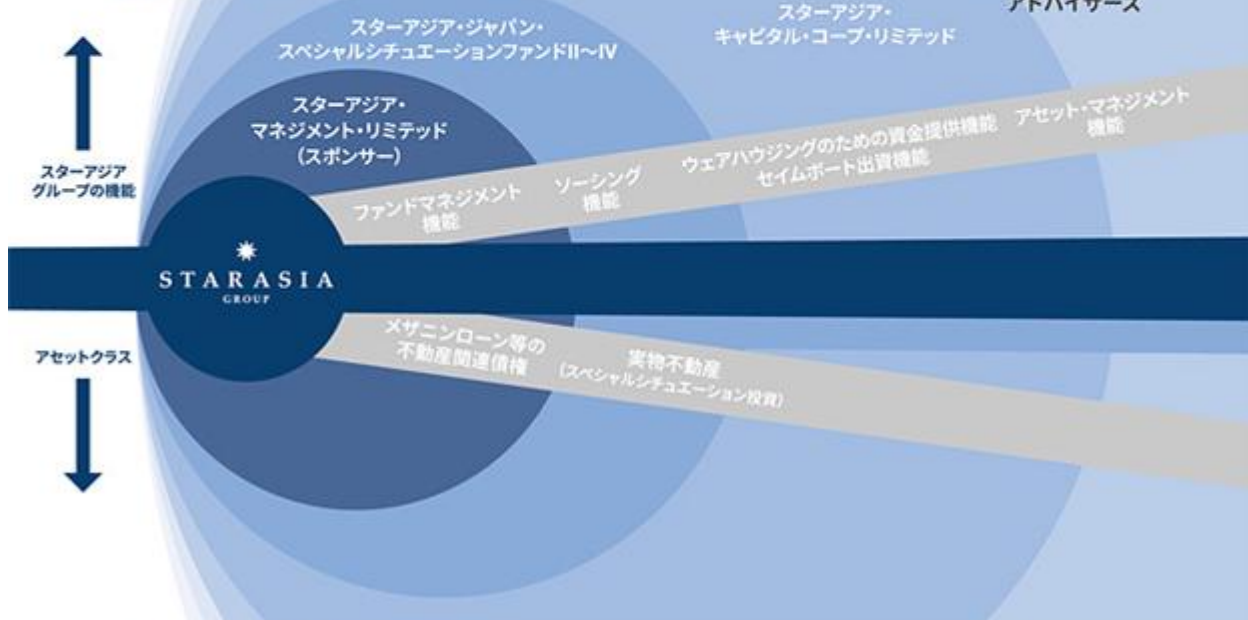 アドバイザーズ
スターアジア・ジャパン・
スペシャルシチュエーションファンドII～IV
スターアジア・
キャピタル・コープ・リミテッド
スターアジア・
マネジメント・リミテッド
（スポンサー）
スターアジア
グループの機能
ファンドマネジメント
機能
ソーシング
機能
ウェアハウジングのための資金提供機能
セイムボート出資機能
アセット・マネジメント
機能
STARASIA
GROUP
アセットクラス
メザニンローン等の
不動産関連債権
実物不動産
(スペシャルシチュエーション投資)